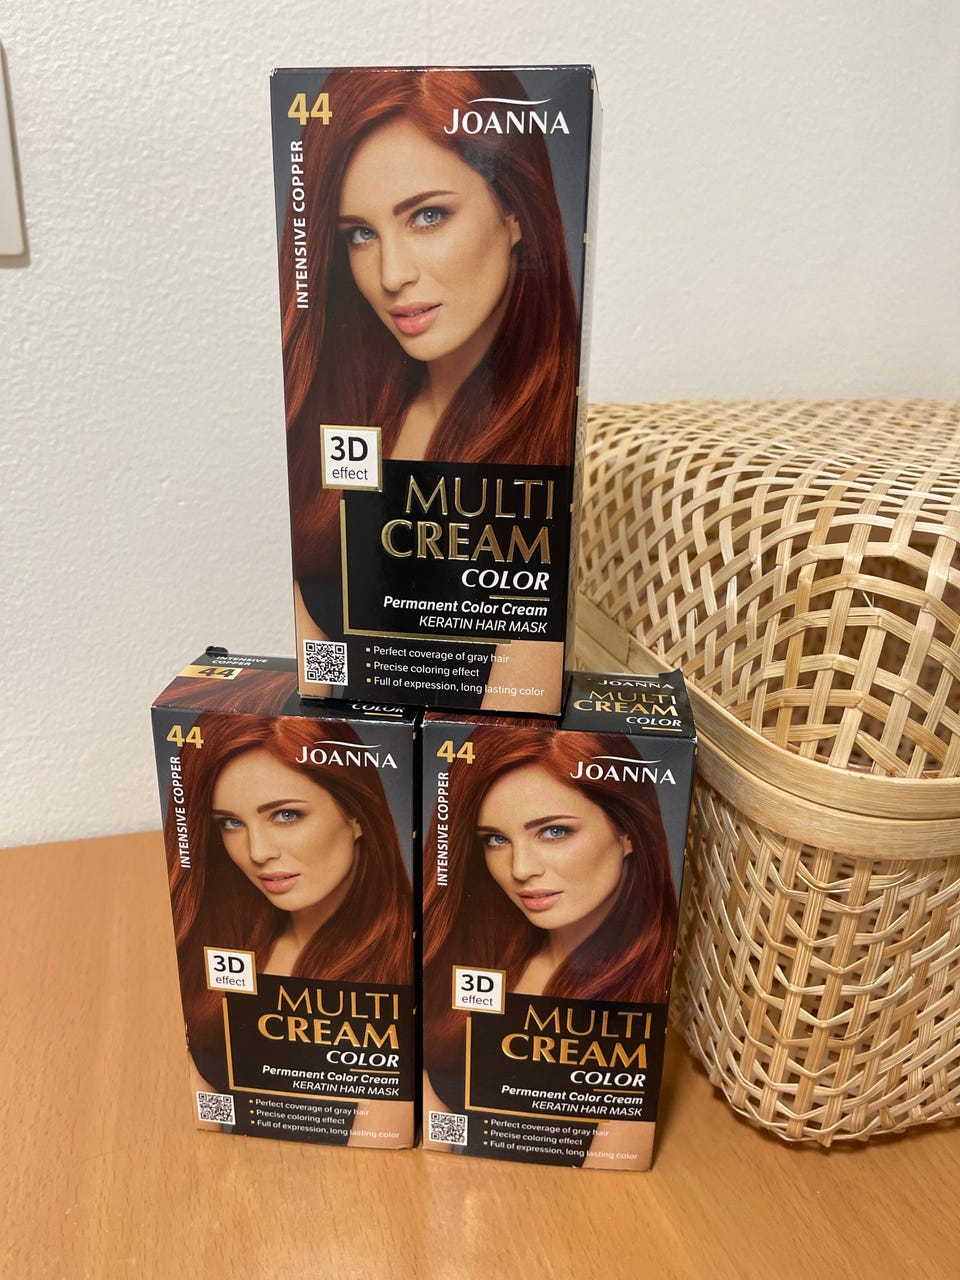 44
JOANNA
INTENSIVE COPPER
3D
effect
MULTI
CREAM
COLOR
Permanent Color Cream
KERATIN HAIR MASK
▪ Perfect coverage of gray hair
▪ Precise coloring effect
▪ Full of expression, long lasting color
INTENSIVE
COPPER
44
COLOR
44
JOANNA
INTENSIVE COPPER
3D
effect
MULTI
CREAM
COLOR
Permanent Color Cream
KERATIN HAIR MASK
▪ Perfect coverage of gray hair
▪ Precise coloring effect
▪ Full of expression, long lasting color
JOANNA
MULTI
CREAM
COLOR
44
JOANNA
INTENSIVE COPPER
3D
effect
MULTI
CREAM
COLOR
Permanent Color Cream
KERATIN HAIR MASK
▪ Perfect coverage of gray hair
▪ Precise coloring effect
▪ Full of expression, long lasting color